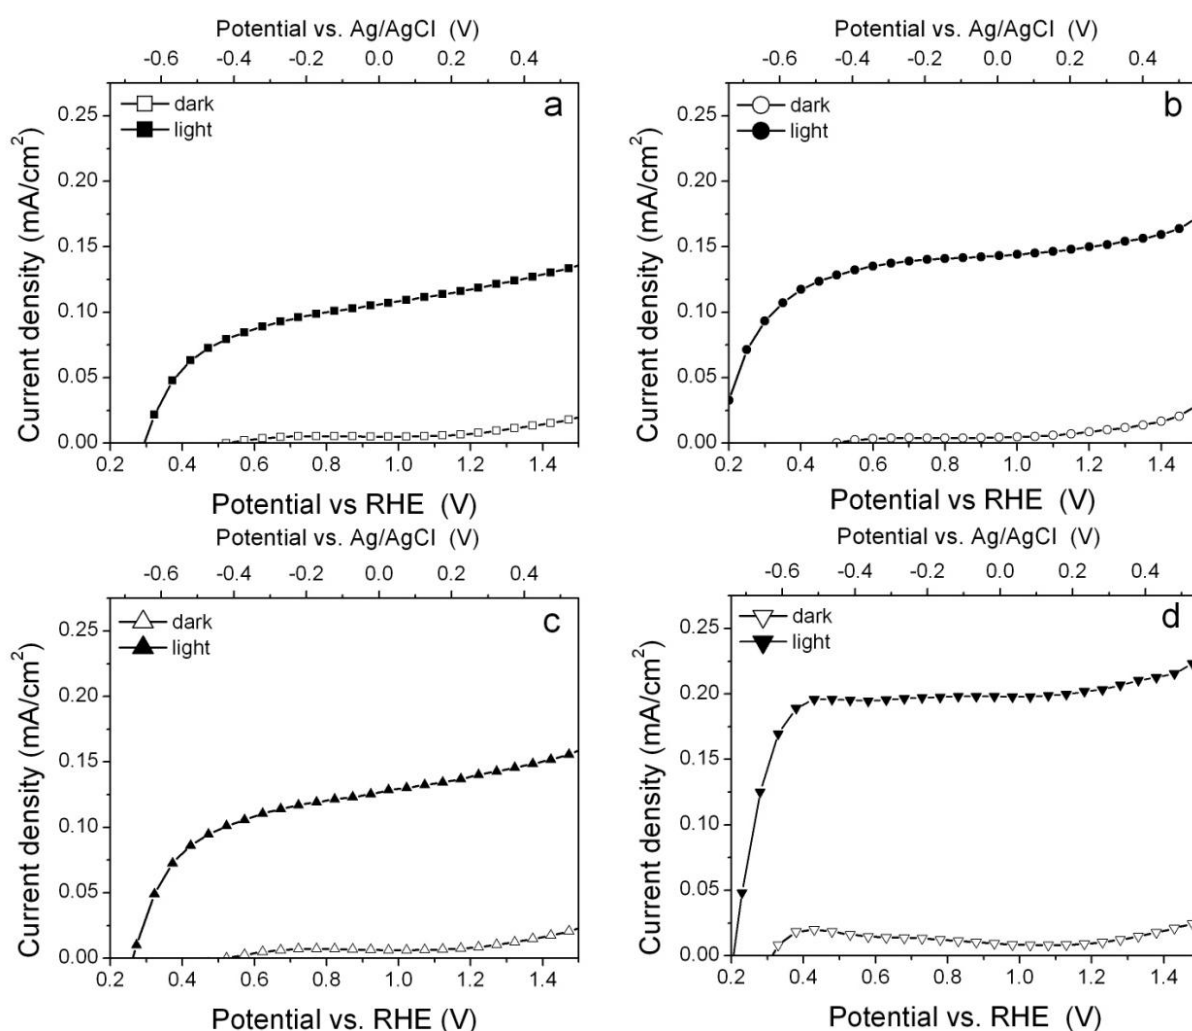 Potential vs. Ag/AgCl (V)
-0.6 -0.4 -0.2 0.0 0.2 0.4
dark
light
a
0.25
0.20
0.15
0.10
0.05
0.00
Current density (mA/cm²)
0.2 0.4 0.6 0.8 1.0 1.2 1.4
Potential vs RHE (V)
Potential vs. Ag/AgCl (V)
-0.6 -0.4 -0.2 0.0 0.2 0.4
dark
light
b
0.25
0.20
0.15
0.10
0.05
0.00
Current density (mA/cm²)
0.2 0.4 0.6 0.8 1.0 1.2 1.4
Potential vs RHE (V)
Potential vs. Ag/AgCl (V)
-0.6 -0.4 -0.2 0.0 0.2 0.4
dark
light
c
0.25
0.20
0.15
0.10
0.05
0.00
Current density (mA/cm²)
0.2 0.4 0.6 0.8 1.0 1.2 1.4
Potential vs. RHE (V)
Potential vs. Ag/AgCl (V)
-0.6 -0.4 -0.2 0.0 0.2 0.4
dark
light
d
0.25
0.20
0.15
0.10
0.05
0.00
Current density (mA/cm²)
0.2 0.4 0.6 0.8 1.0 1.2 1.4
Potential vs. RHE (V)